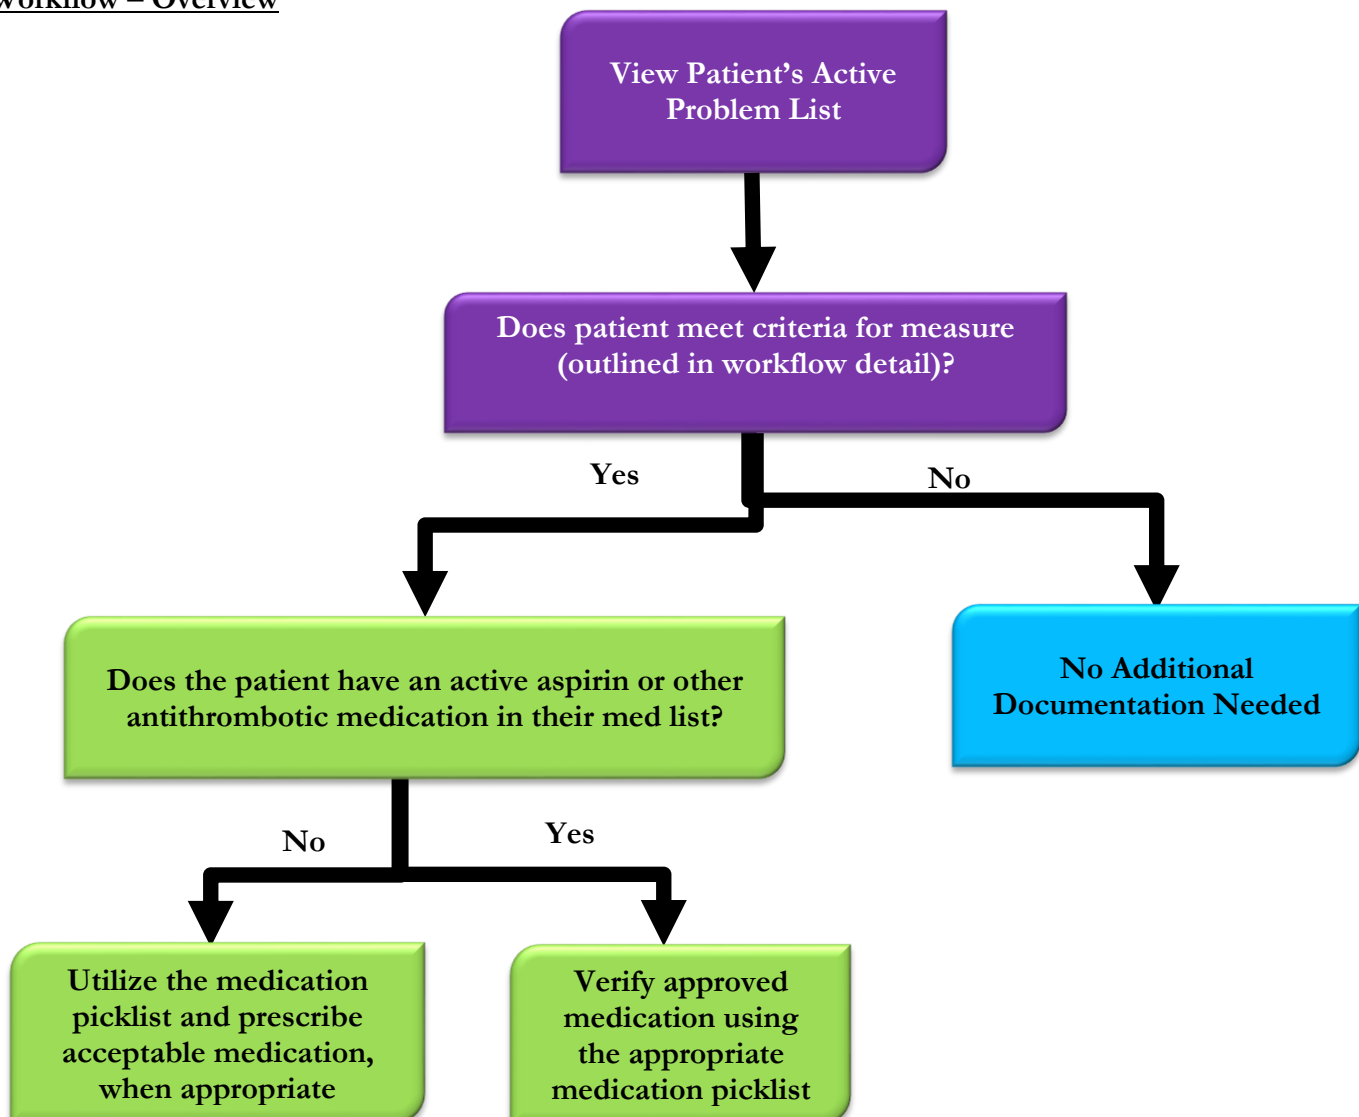 Workflow – Overview
View Patient’s Active
Problem List
Does patient meet criteria for measure
(outlined in workflow detail)?
Yes
No
Does the patient have an active aspirin or other
antithrombotic medication in their med list?
No Additional
Documentation Needed
No
Yes
Utilize the medication
picklist and prescribe
acceptable medication,
when appropriate
Verify approved
medication using
the appropriate
medication picklist